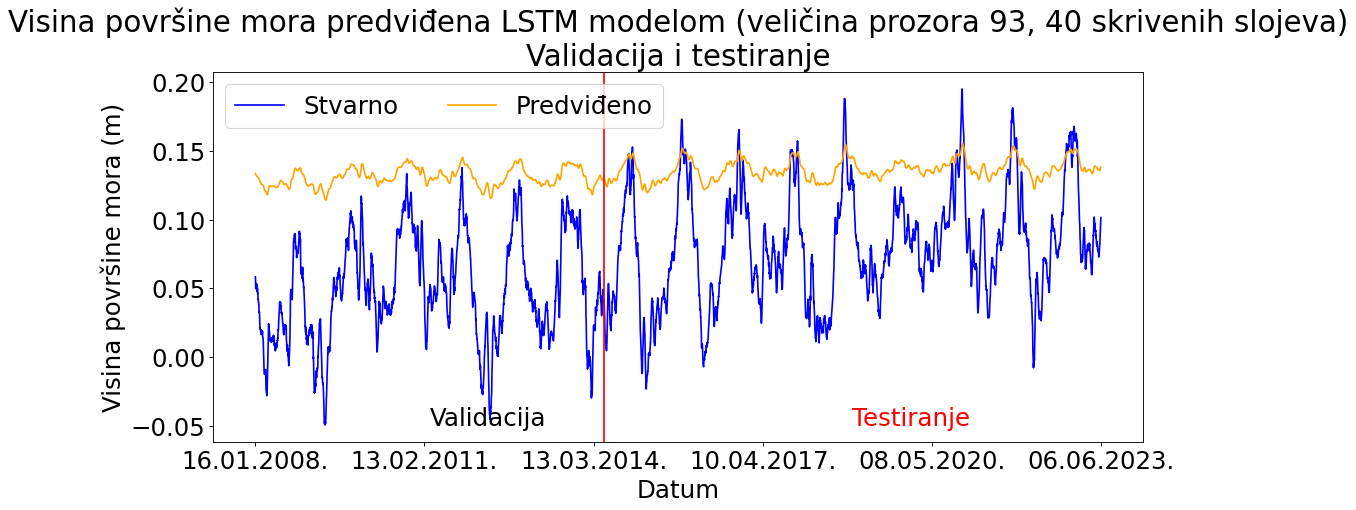 Visina površine mora predviđena LSTM modelom (veličina prozora 93, 40 skrivenih slojeva)
Validacija i testiranje
Stvarno
Predviđeno
Visina površine mora (m)
0.20
0.15
0.10
0.05
0.00
−0.05
Validacija
Testiranje
16.01.2008.
13.02.2011.
13.03.2014.
10.04.2017.
08.05.2020.
06.06.2023.
Datum